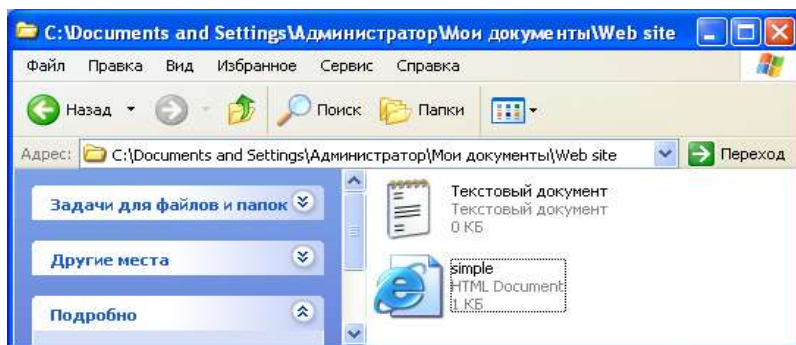 C:\Documents and Settings\Администратор\Мои документы\Web site
Файл Правка Вид Избранное Сервис Справка
Назад Поиск Папки
Адрес: C:\Documents and Settings\Администратор\Мои документы\Web site Переход
Задачи для файлов и папок
Другие места
Подробно
Текстовый документ
Текстовый документ
0 КБ
simple
HTML Document
1 КБ